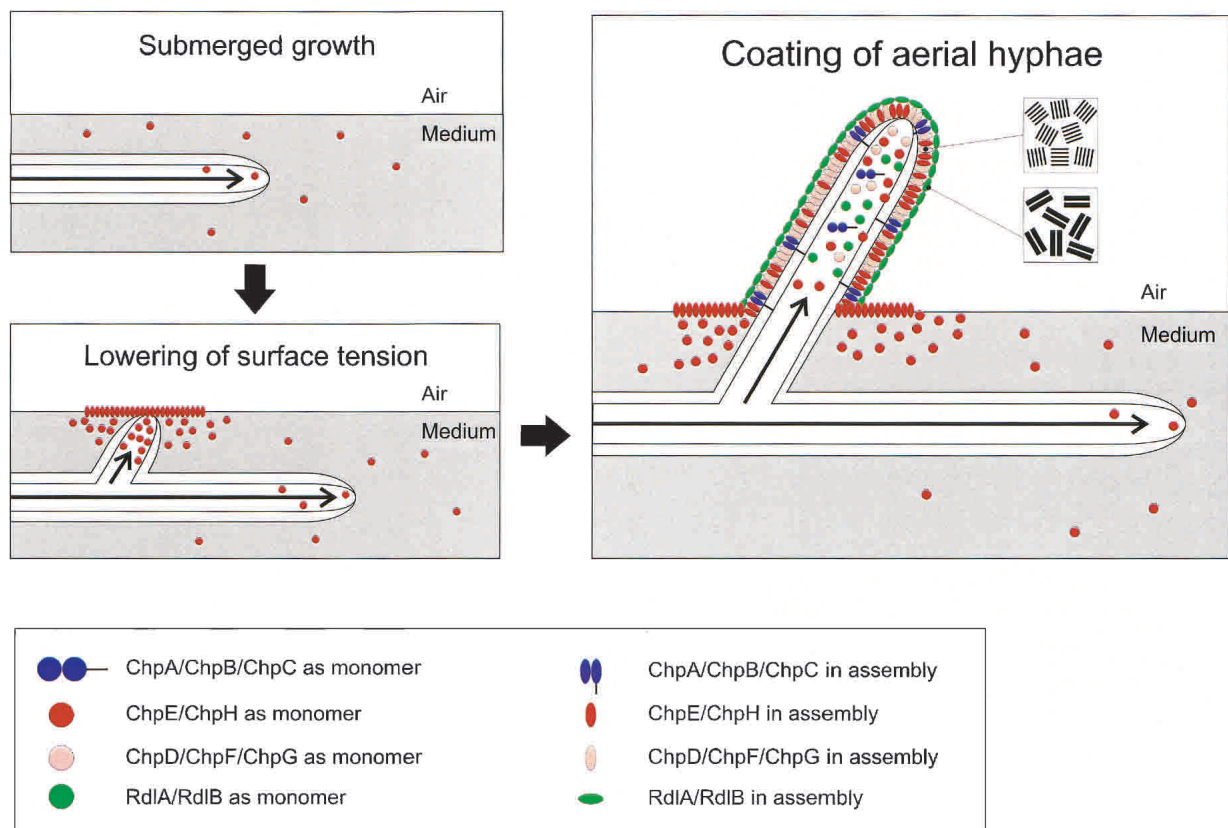 Submerged growth
Air
Medium
Lowering of surface tension
Air
Medium
Coating of aerial hyphae
Air
Medium
ChpA/ChpB/ChpC as monomer
ChpE/ChpH as monomer
ChpD/ChpF/ChpG as monomer
RdlA/RdlB as monomer
ChpA/ChpB/ChpC in assembly
ChpE/ChpH in assembly
ChpD/ChpF/ChpG in assembly
RdlA/RdlB in assembly